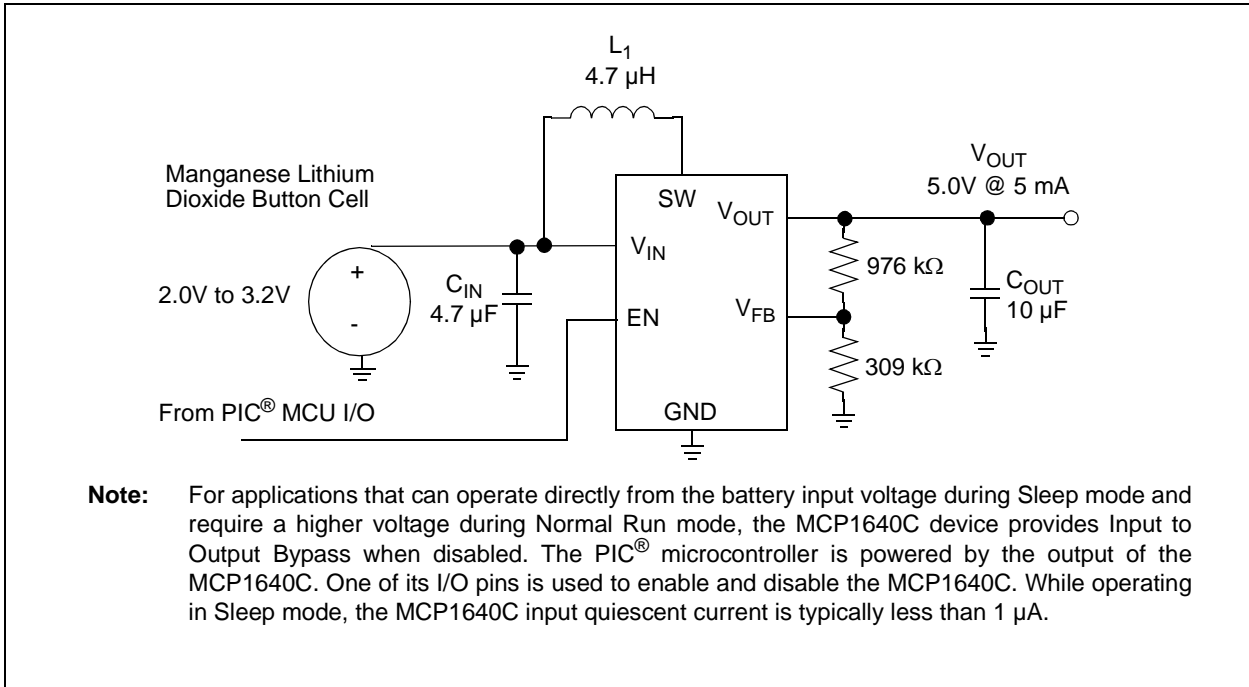 L1
4.7 µH
Manganese Lithium
Dioxide Button Cell
VOUT
5.0V @ 5 mA
SW
VOUT
VIN
+
-
2.0V to 3.2V
CIN
4.7 µF
976 kΩ
COUT
10 µF
EN
VFB
309 kΩ
From PIC® MCU I/O
GND
Note: For applications that can operate directly from the battery input voltage during Sleep mode and
require a higher voltage during Normal Run mode, the MCP1640C device provides Input to
Output Bypass when disabled. The PIC® microcontroller is powered by the output of the
MCP1640C. One of its I/O pins is used to enable and disable the MCP1640C. While operating
in Sleep mode, the MCP1640C input quiescent current is typically less than 1 µA.